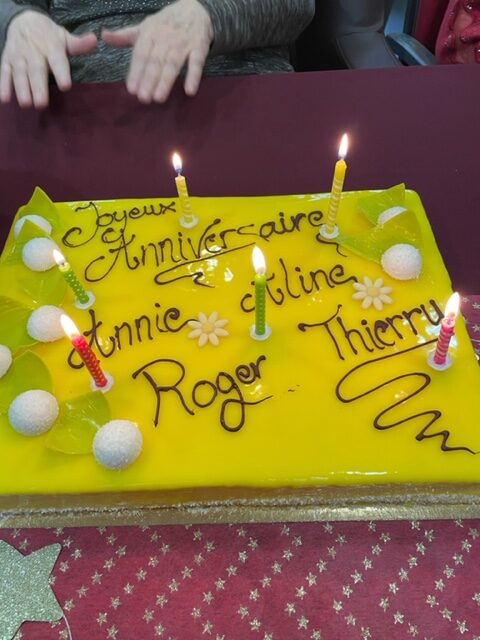 Joyeux
Anniversaire
Annie Aline
Roger Thierry